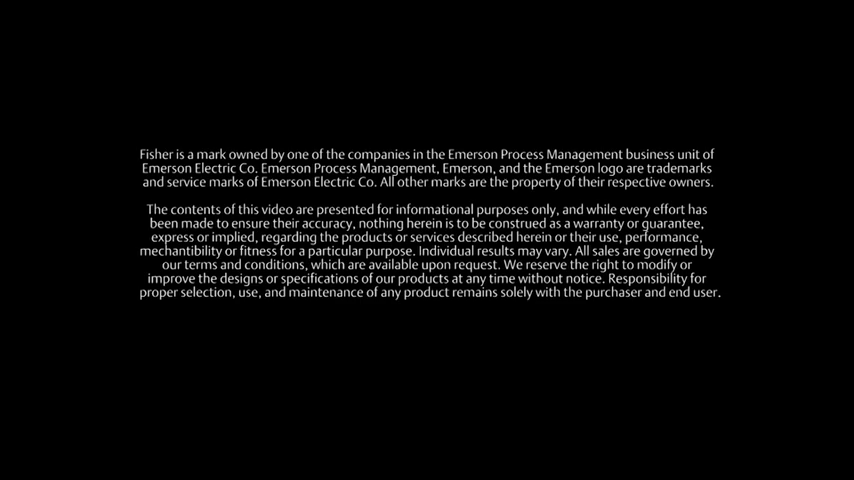 Fisher is a mark owned by one of the companies in the Emerson Process Management business unit of
Emerson Electric Co. Emerson Process Management, Emerson, and the Emerson logo are trademarks
and service marks of Emerson Electric Co. All other marks are the property of their respective owners.
The contents of this video are presented for informational purposes only, and while every effort has
been made to ensure their accuracy, nothing herein is to be construed as a warranty or guarantee,
express or implied, regarding the products or services described herein or their use, performance,
mechantibility or fitness for a particular purpose. Individual results may vary. All sales are governed by
our terms and conditions, which are available upon request. We reserve the right to modify or
improve the designs or specifications of our products at any time without notice. Responsibility for
proper selection, use, and maintenance of any product remains solely with the purchaser and end user.